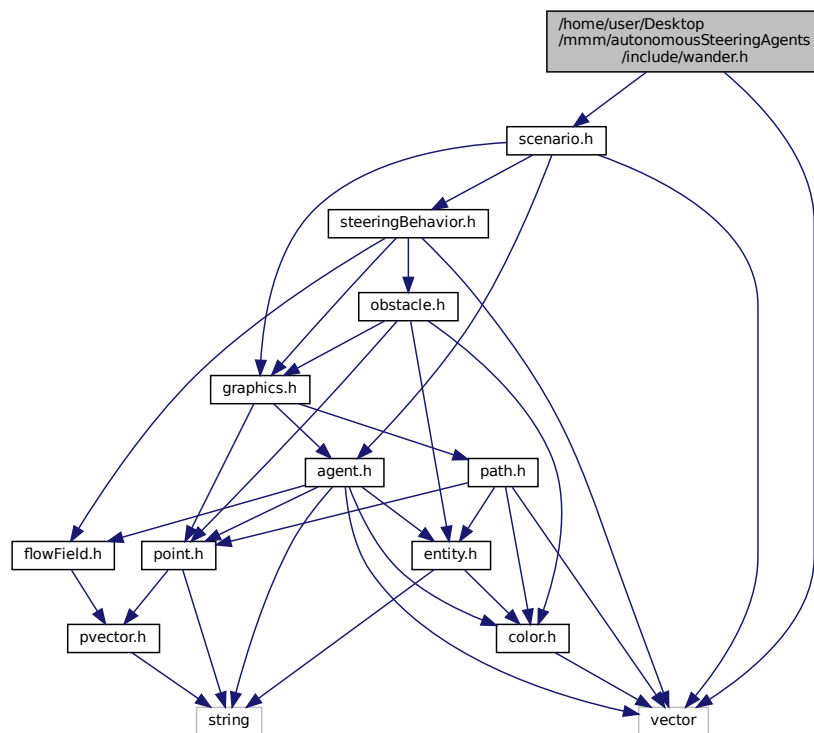 /home/user/Desktop
/mmm/autonomousSteeringAgents
/include/wander.h
scenario.h
steeringBehavior.h
obstacle.h
graphics.h
agent.h
path.h
flowField.h
point.h
entity.h
pvector.h
color.h
string
vector